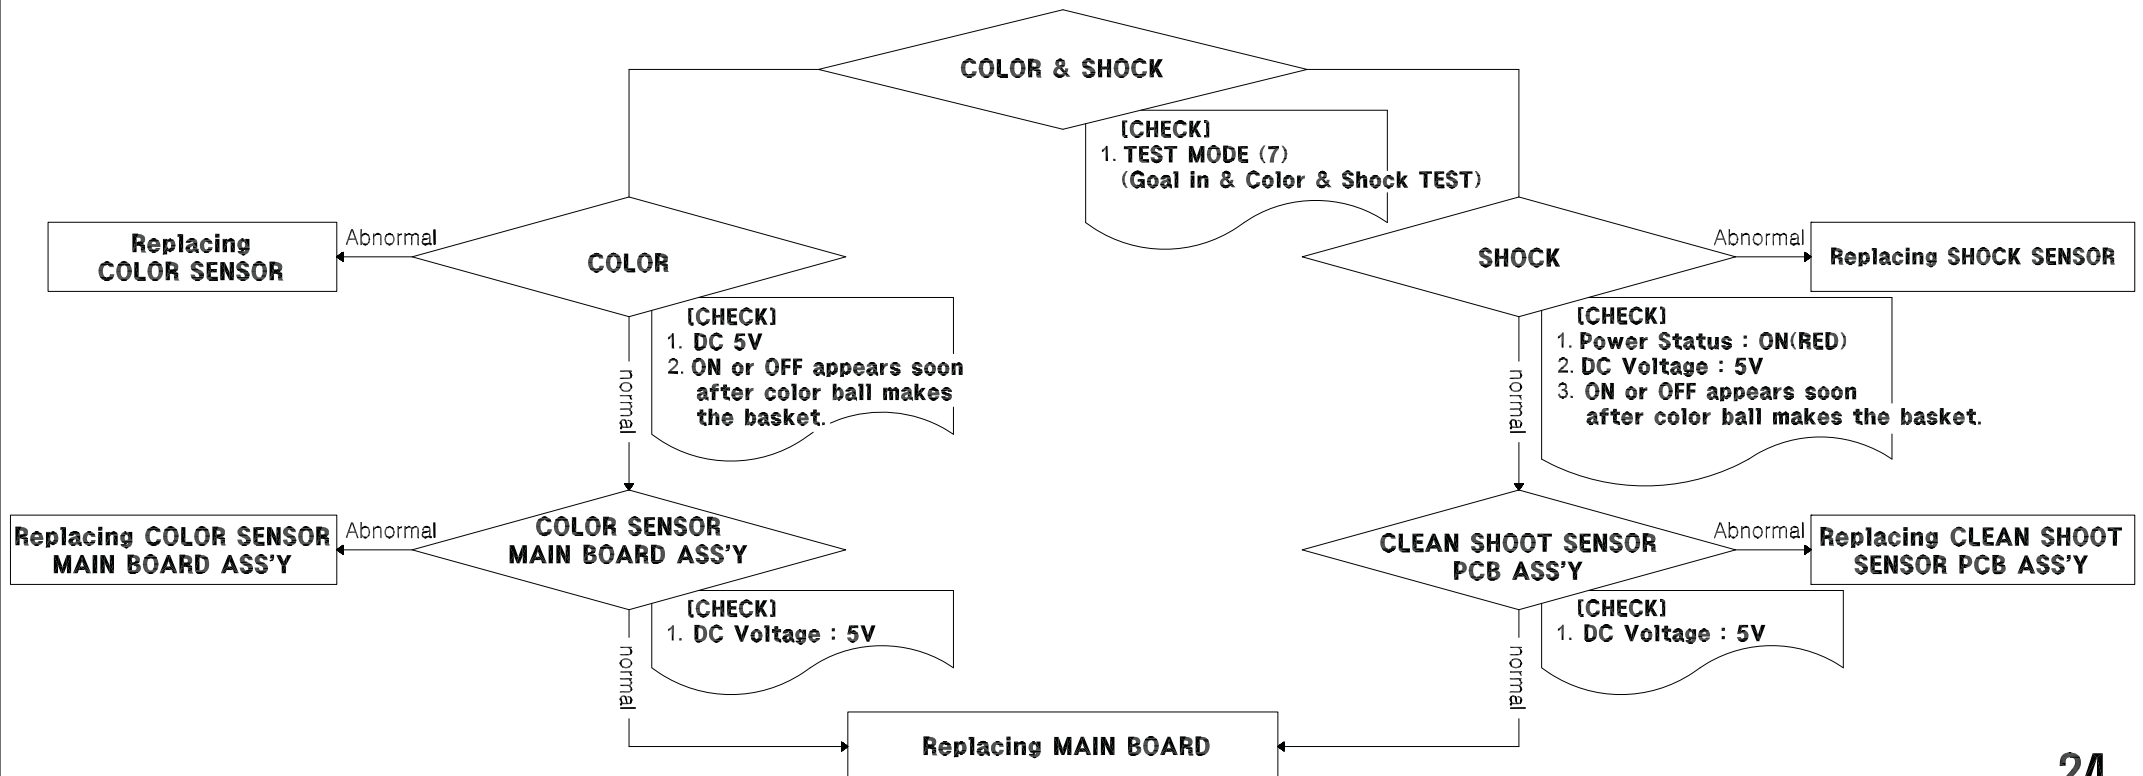 COLOR & SHOCK
[CHECK]
1. TEST MODE (7)
(Goal in & Color & Shock TEST)
Replacing
COLOR SENSOR
Abnormal
COLOR
SHOCK
Abnormal
Replacing SHOCK SENSOR
[CHECK]
1. DC 5V
2. ON or OFF appears soon
after color ball makes
the basket.
normal
[CHECK]
1. Power Status : ON(RED)
2. DC Voltage : 5V
3. ON or OFF appears soon
after color ball makes the basket.
normal
Replacing COLOR SENSOR
MAIN BOARD ASS'Y
Abnormal
COLOR SENSOR
MAIN BOARD ASS'Y
CLEAN SHOOT SENSOR
PCB ASS'Y
Abnormal
Replacing CLEAN SHOOT
SENSOR PCB ASS'Y
[CHECK]
1. DC Voltage : 5V
normal
[CHECK]
1. DC Voltage : 5V
normal
Replacing MAIN BOARD
24